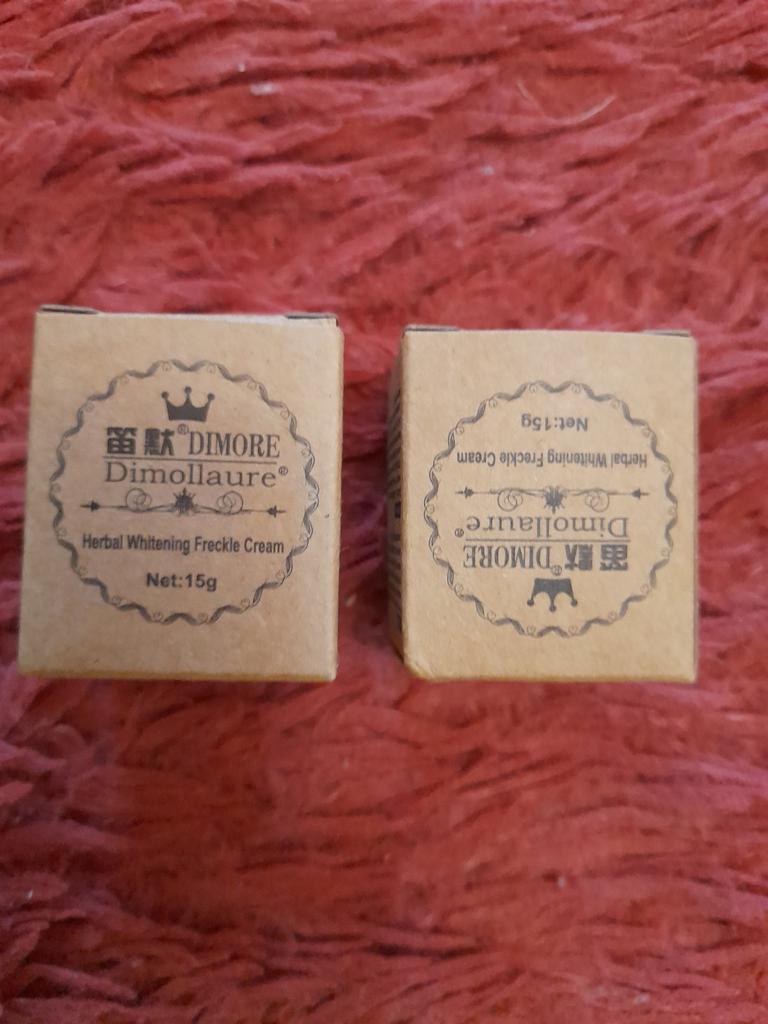 笛默®DIMORE
Dimollaure®
Herbal Whitening Freckle Cream
Net:15g
笛默®DIMORE
Dimollaure®
Herbal Whitening Freckle Cream
Net:15g